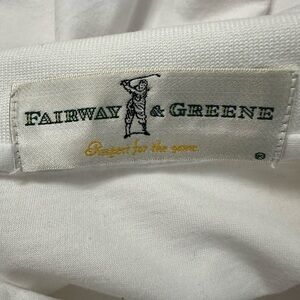 FAIRWAY & GREENE
Respect for the game.
®